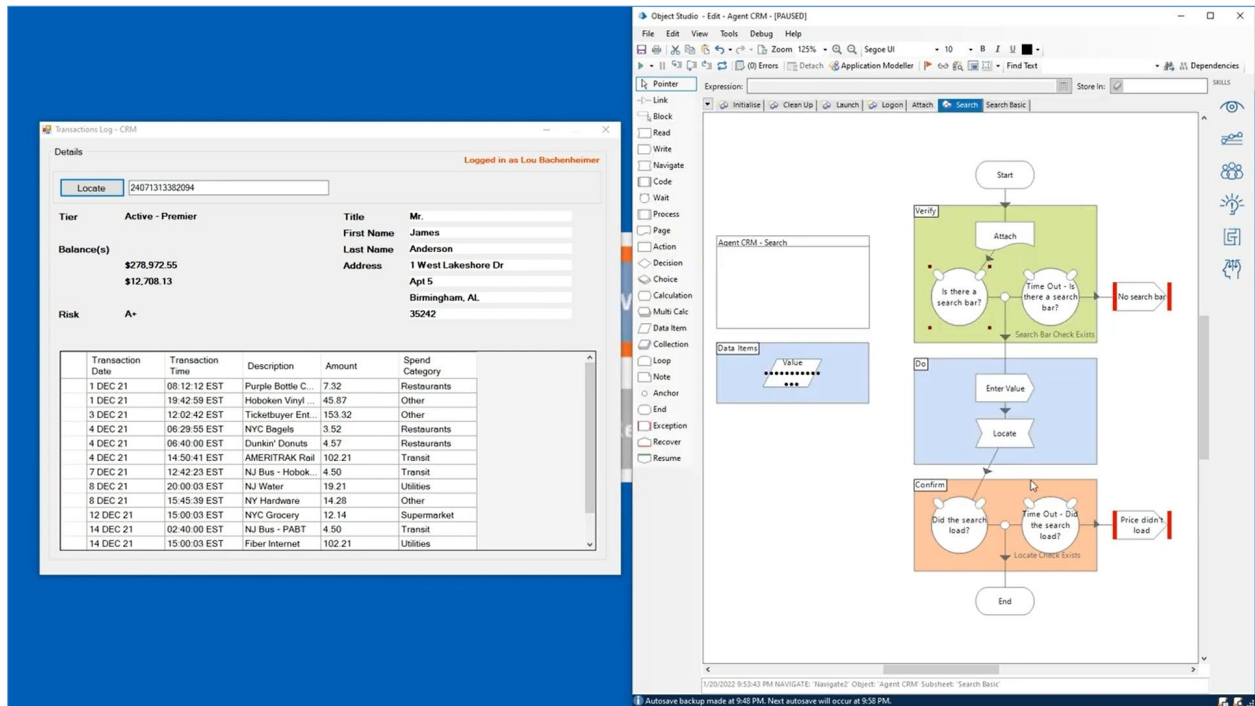 Transactions Log - CRM
Details
Logged in as Lou Bachenheimer
Locate 24071313382094
Tier Active - Premier Title Mr.
First Name James
Balance(s) Last Name Anderson
$278,972.55 Address 1 West Lakeshore Dr
$12,708.13 Apt 5
Birmingham, AL
Risk A+ 35242
Transaction Date Transaction Time Description Amount Spend Category
1 DEC 21 08:12:12 EST Purple Bottle C... 7.32 Restaurants
1 DEC 21 19:42:59 EST Hoboken Vinyl ... 45.87 Other
3 DEC 21 12:02:42 EST Ticketbuyer Ent... 153.32 Other
4 DEC 21 06:29:55 EST NYC Bagels 3.52 Restaurants
4 DEC 21 06:40:00 EST Dunkin' Donuts 4.57 Restaurants
4 DEC 21 14:50:41 EST AMERITRAK Rail 102.21 Transit
7 DEC 21 12:42:23 EST NJ Bus - Hobok... 4.50 Transit
8 DEC 21 20:00:03 EST NJ Water 19.21 Utilities
8 DEC 21 15:45:39 EST NY Hardware 14.28 Other
12 DEC 21 15:00:03 EST NYC Grocery 12.14 Supermarket
14 DEC 21 02:40:00 EST NJ Bus - PABT 4.50 Transit
14 DEC 21 15:00:03 EST Fiber Internet 102.21 Utilities
Object Studio - Edit - Agent CRM - [PAUSED]
File Edit View Tools Debug Help
Zoom 125% Segoe UI 10 B I U
(0) Errors Detach Application Modeller Find Text Dependencies
Expression: Store In: SKILLS
Initialise Clean Up Launch Logon Attach Search Search Basic
Pointer
Link
Block
Read
Write
Navigate
Code
Wait
Process
Page
Action
Decision
Choice
Calculation
Multi Calc
Data Item
Collection
Loop
Note
Anchor
End
Exception
Recover
Resume
Agent CRM - Search
Data Items
Value
Start
Verify
Attach
Is there a search bar?
Time Out - Is there a search bar?
No search bar
Search Bar Check Exists
Do
Enter Value
Locate
Confirm
Did the search load?
Time Out - Did the search load?
Price didn't load
Locate Check Exists
End
1/20/2022 9:53:43 PM NAVIGATE: 'Navigate2' Object: 'Agent CRM' Subsheet: 'Search Basic'
Autosave backup made at 9:48 PM. Next autosave will occur at 9:58 PM.